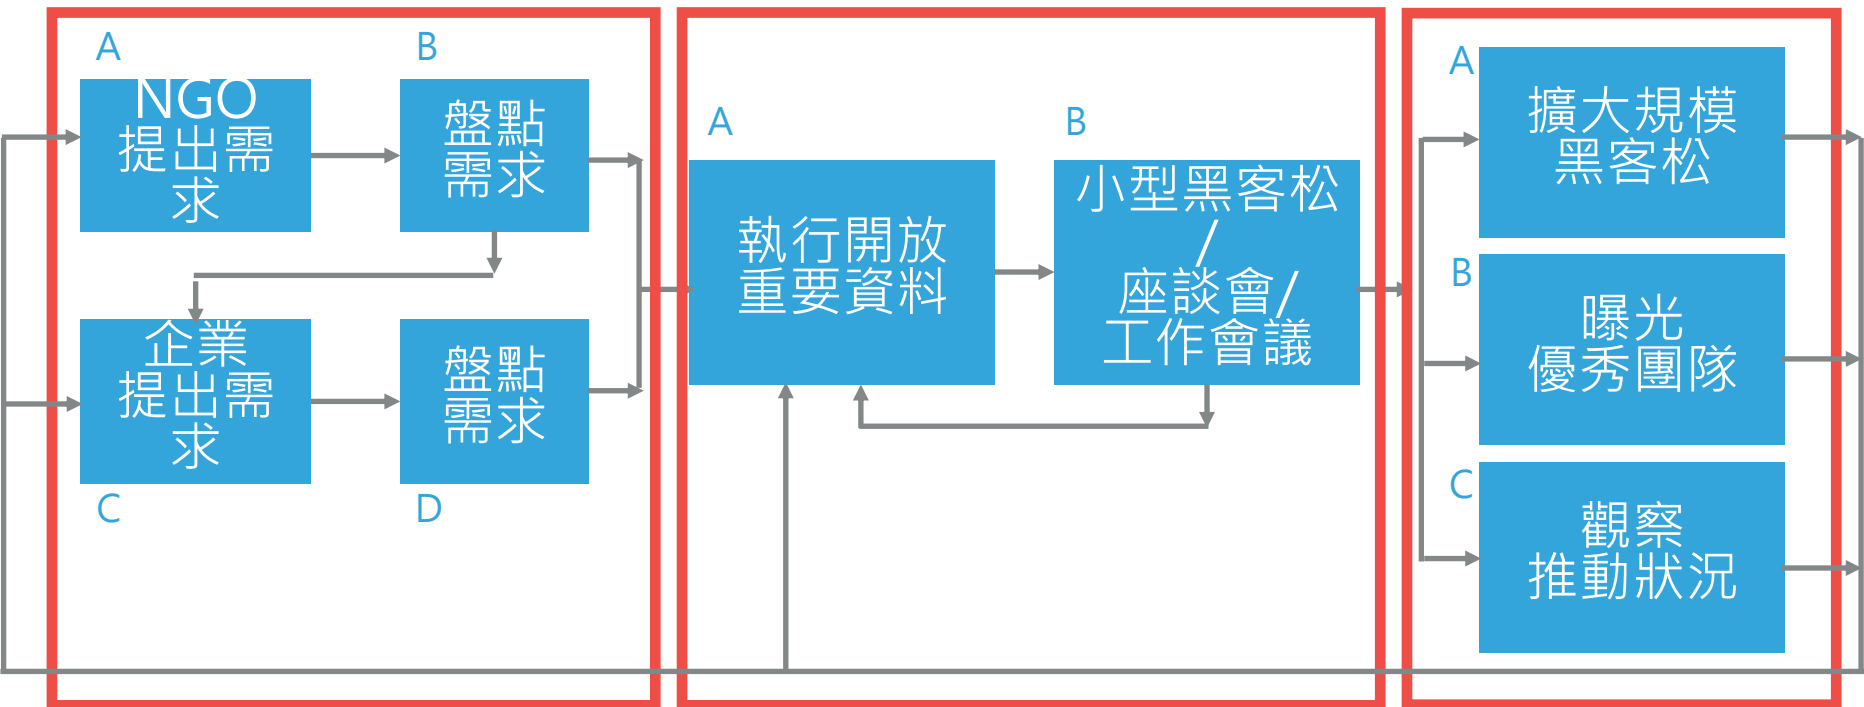 A
NGO
提出需
求
B
盤點
需求
企業
提出需
求
C
盤點
需求
D
A
執行開放
重要資料
B
小型黑客松
/
座談會/
工作會議
A
擴大規模
黑客松
B
曝光
優秀團隊
C
觀察
推動狀況